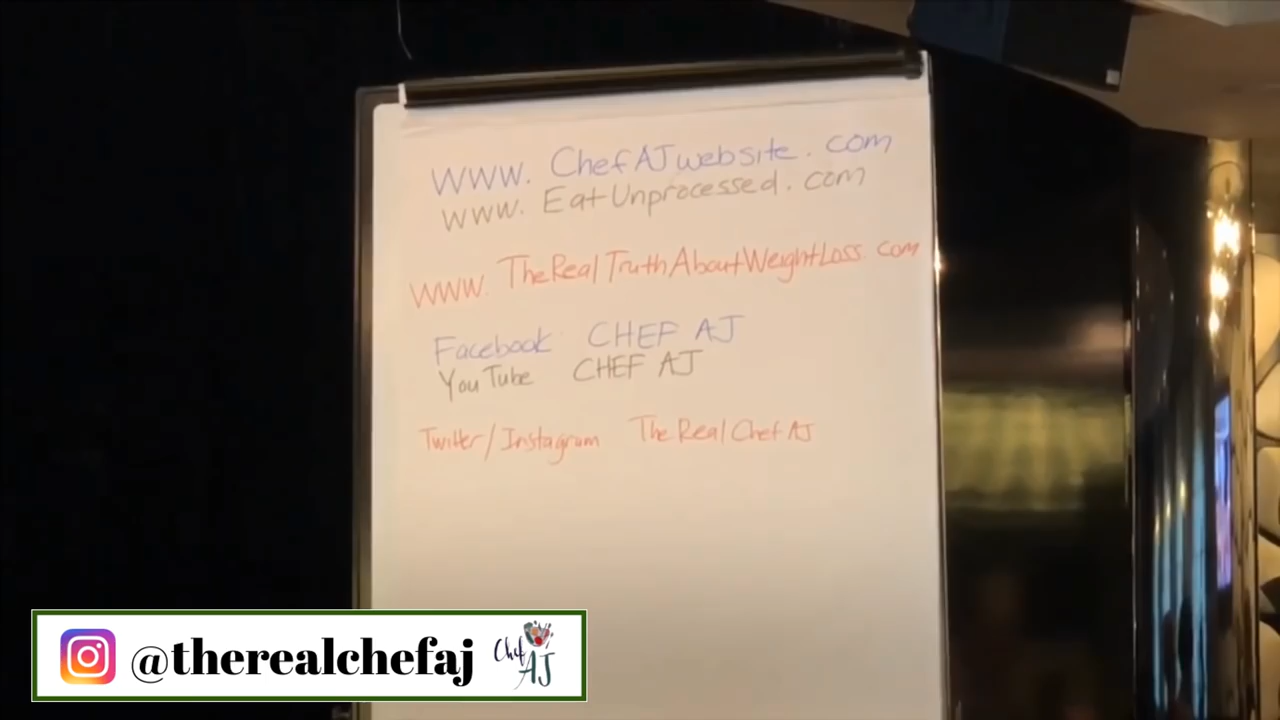 www. ChefAJwebsite. com
www. EatUnprocessed. com
www. TheRealTruthAboutWeightLoss. com
Facebook CHEF AJ
YouTube CHEF AJ
Twitter/Instagram The Real Chef AJ
@therealchefaj
Chef AJ